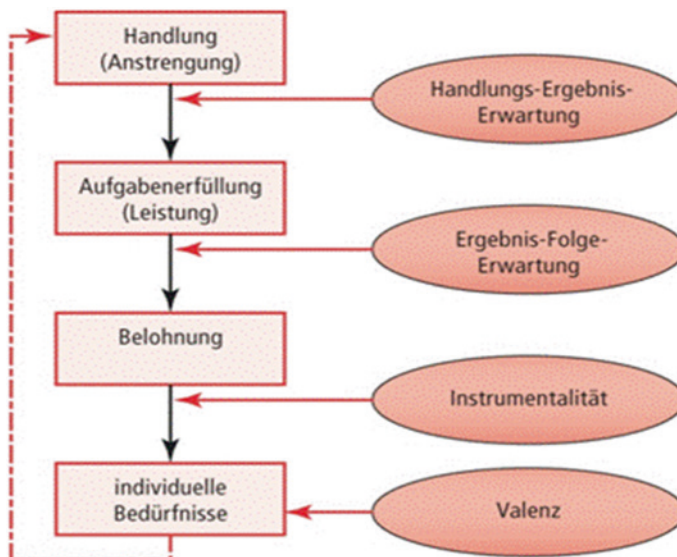 Handlung
(Anstrengung)
Handlungs-Ergebnis-
Erwartung
Aufgabenerfüllung
(Leistung)
Ergebnis-Folge-
Erwartung
Belohnung
Instrumentalität
individuelle
Bedürfnisse
Valenz